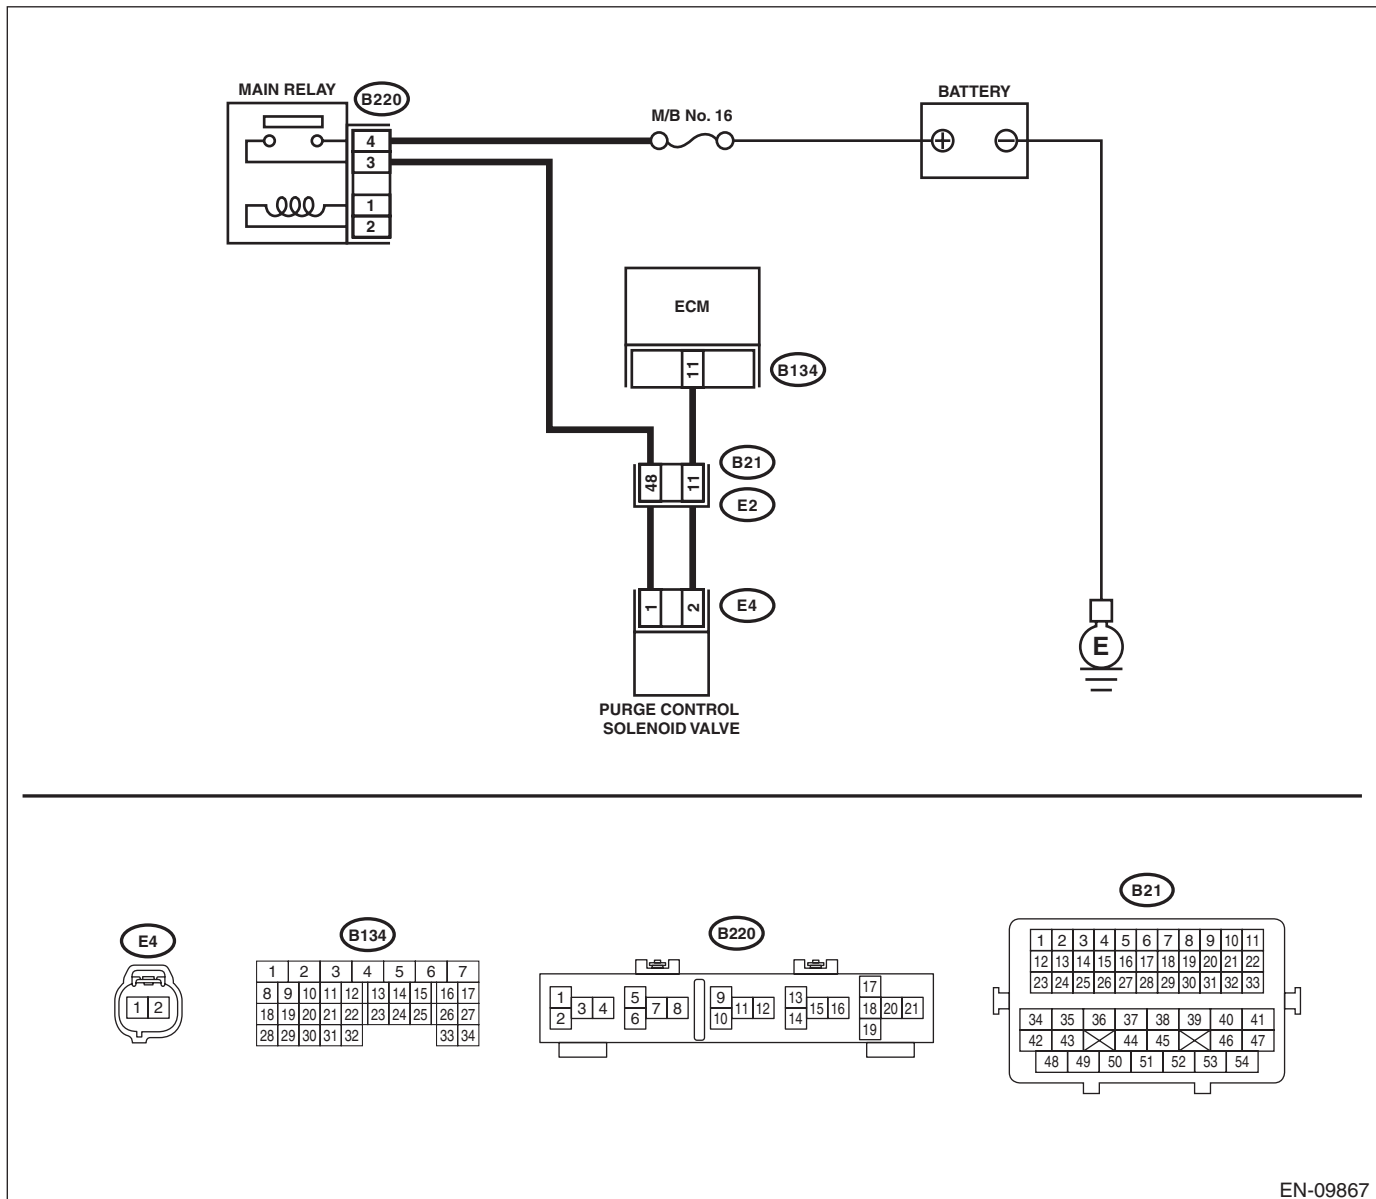 MAIN RELAY
B220
BATTERY
M/B No. 16
4
3
1
2
ECM
11
B134
48
11
B21
E2
1
2
E4
E
PURGE CONTROL
SOLENOID VALVE
B21
E4
B134
B220
1 2
1 2 3 4 5 6 7
8 9 10 11 12 13 14 15 16 17
18 19 20 21 22 23 24 25 26 27
28 29 30 31 32 33 34
1 2 3 4
5 6 7 8
9 10 11 12
13 14 15 16
17 18 19 20 21
1 2 3 4 5 6 7 8 9 10 11
12 13 14 15 16 17 18 19 20 21 22
23 24 25 26 27 28 29 30 31 32 33
34 35 36 37 38 39 40 41
42 43 44 45 46 47
48 49 50 51 52 53 54
EN-09867